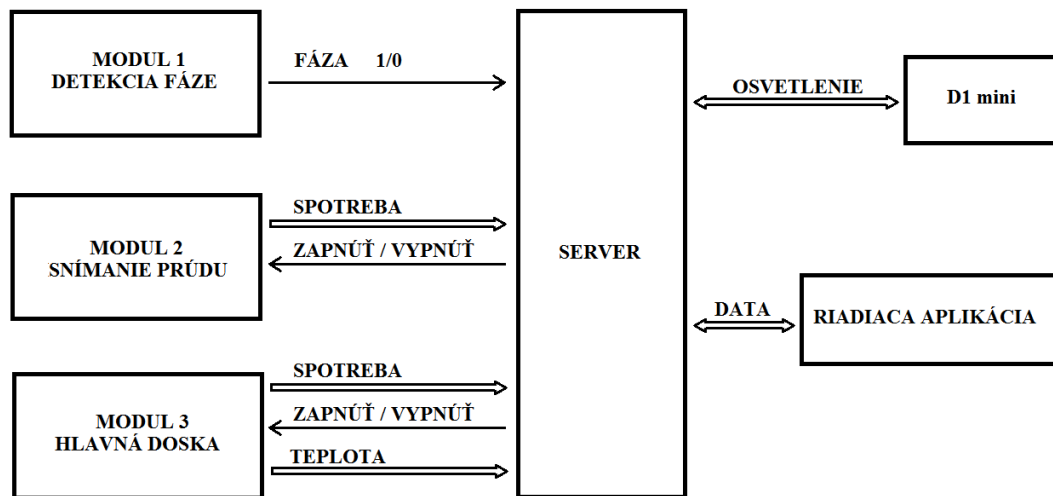 MODUL 1
DETEKCIA FÁZE
FÁZA 1/0
OSVETLENIE
D1 mini
SPOTREBA
MODUL 2
SNÍMANIE PRÚDU
ZAPNÚŤ / VYPNÚŤ
SERVER
DATA
RIADIACA APLIKÁCIA
SPOTREBA
MODUL 3
HLAVNÁ DOSKA
ZAPNÚŤ / VYPNÚŤ
TEPLOTA